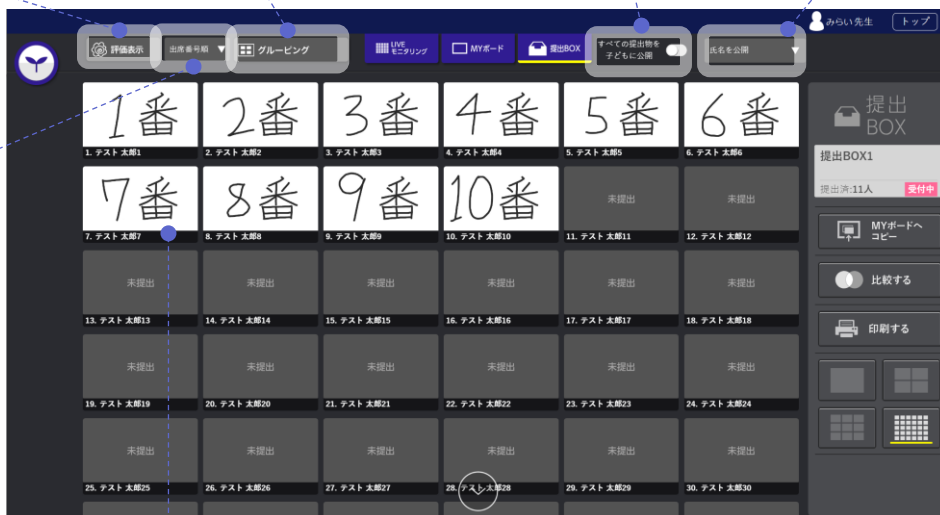 みらい先生
トップ
評価表示
出席番号順
グルーピング
LIVE
モニタリング
MYボード
提出BOX
すべての提出物を
子どもに公開
氏名を公開
1番
2番
3番
4番
5番
6番
1. テスト 太郎1
2. テスト 太郎2
3. テスト 太郎3
4. テスト 太郎4
5. テスト 太郎5
6. テスト 太郎6
7番
8番
9番
10番
未提出
未提出
7. テスト 太郎7
8. テスト 太郎8
9. テスト 太郎9
10. テスト 太郎10
11. テスト 太郎11
12. テスト 太郎12
未提出
未提出
未提出
未提出
未提出
未提出
13. テスト 太郎13
14. テスト 太郎14
15. テスト 太郎15
16. テスト 太郎16
17. テスト 太郎17
18. テスト 太郎18
未提出
未提出
未提出
未提出
未提出
未提出
19. テスト 太郎19
20. テスト 太郎20
21. テスト 太郎21
22. テスト 太郎22
23. テスト 太郎23
24. テスト 太郎24
未提出
未提出
未提出
未提出
未提出
未提出
25. テスト 太郎25
26. テスト 太郎26
27. テスト 太郎27
28. テスト 太郎28
29. テスト 太郎29
30. テスト 太郎30
提出
BOX
提出BOX1
提出済:11人
受付中
MYボードへ
コピー
比較する
印刷する